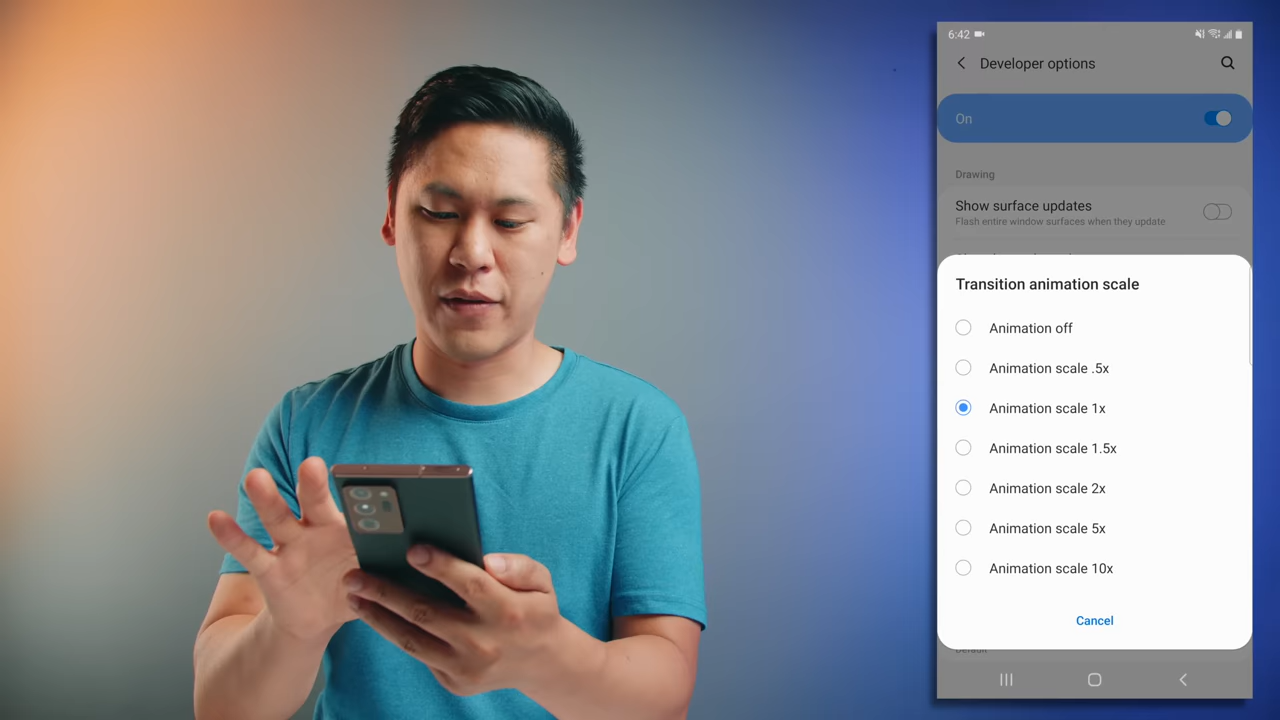 6:42
Developer options
On
Drawing
Show surface updates
Flash entire window surfaces when they update
Transition animation scale
Animation off
Animation scale .5x
Animation scale 1x
Animation scale 1.5x
Animation scale 2x
Animation scale 5x
Animation scale 10x
Cancel